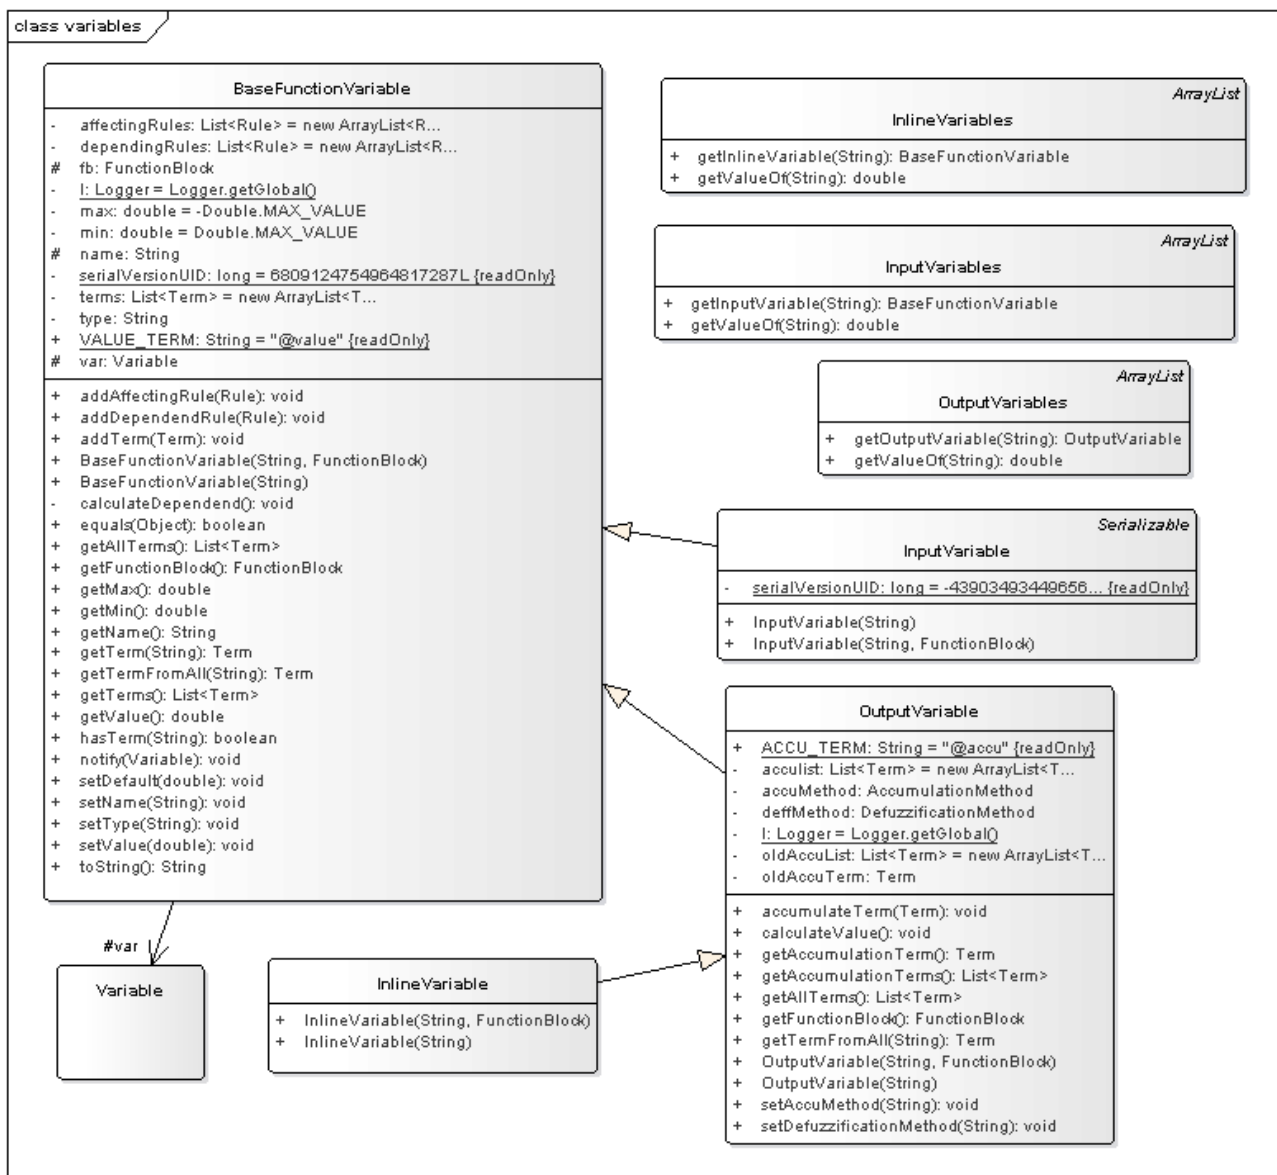 class variables
BaseFunctionVariable
- affectingRules: List<Rule> = new ArrayList<R...
- dependingRules: List<Rule> = new ArrayList<R...
# fb: FunctionBlock
- l: Logger = Logger.getGlobal()
- max: double = -Double.MAX_VALUE
- min: double = Double.MAX_VALUE
# name: String
- serialVersionUID: long = 6809124754964817287L {readOnly}
- terms: List<Term> = new ArrayList<T...
- type: String
+ VALUE_TERM: String = "@value" {readOnly}
# var: Variable
+ addAffectingRule(Rule): void
+ addDependendRule(Rule): void
+ addTerm(Term): void
+ BaseFunctionVariable(String, FunctionBlock)
+ BaseFunctionVariable(String)
- calculateDependend(): void
+ equals(Object): boolean
+ getAllTerms(): List<Term>
+ getFunctionBlock(): FunctionBlock
+ getMax(): double
+ getMin(): double
+ getName(): String
+ getTerm(String): Term
+ getTermFromAll(String): Term
+ getTerms(): List<Term>
+ getValue(): double
+ hasTerm(String): boolean
+ notify(Variable): void
+ setDefault(double): void
+ setName(String): void
+ setType(String): void
+ setValue(double): void
+ toString(): String
#var
Variable
ArrayList
InlineVariables
+ getInlineVariable(String): BaseFunctionVariable
+ getValueOf(String): double
ArrayList
InputVariables
+ getInputVariable(String): BaseFunctionVariable
+ getValueOf(String): double
ArrayList
OutputVariables
+ getOutputVariable(String): OutputVariable
+ getValueOf(String): double
Serializable
InputVariable
- serialVersionUID: long = -43903493449656... {readOnly}
+ InputVariable(String)
+ InputVariable(String, FunctionBlock)
OutputVariable
+ ACCU_TERM: String = "@accu" {readOnly}
- acculist: List<Term> = new ArrayList<T...
- accuMethod: AccumulationMethod
- deffMethod: DefuzzificationMethod
- l: Logger = Logger.getGlobal()
- oldAccuList: List<Term> = new ArrayList<T...
- oldAccuTerm: Term
+ accumulateTerm(Term): void
+ calculateValue(): void
+ getAccumulationTerm(): Term
+ getAccumulationTerms(): List<Term>
+ getAllTerms(): List<Term>
+ getFunctionBlock(): FunctionBlock
+ getTermFromAll(String): Term
+ OutputVariable(String, FunctionBlock)
+ OutputVariable(String)
+ setAccuMethod(String): void
+ setDefuzzificationMethod(String): void
InlineVariable
+ InlineVariable(String, FunctionBlock)
+ InlineVariable(String)